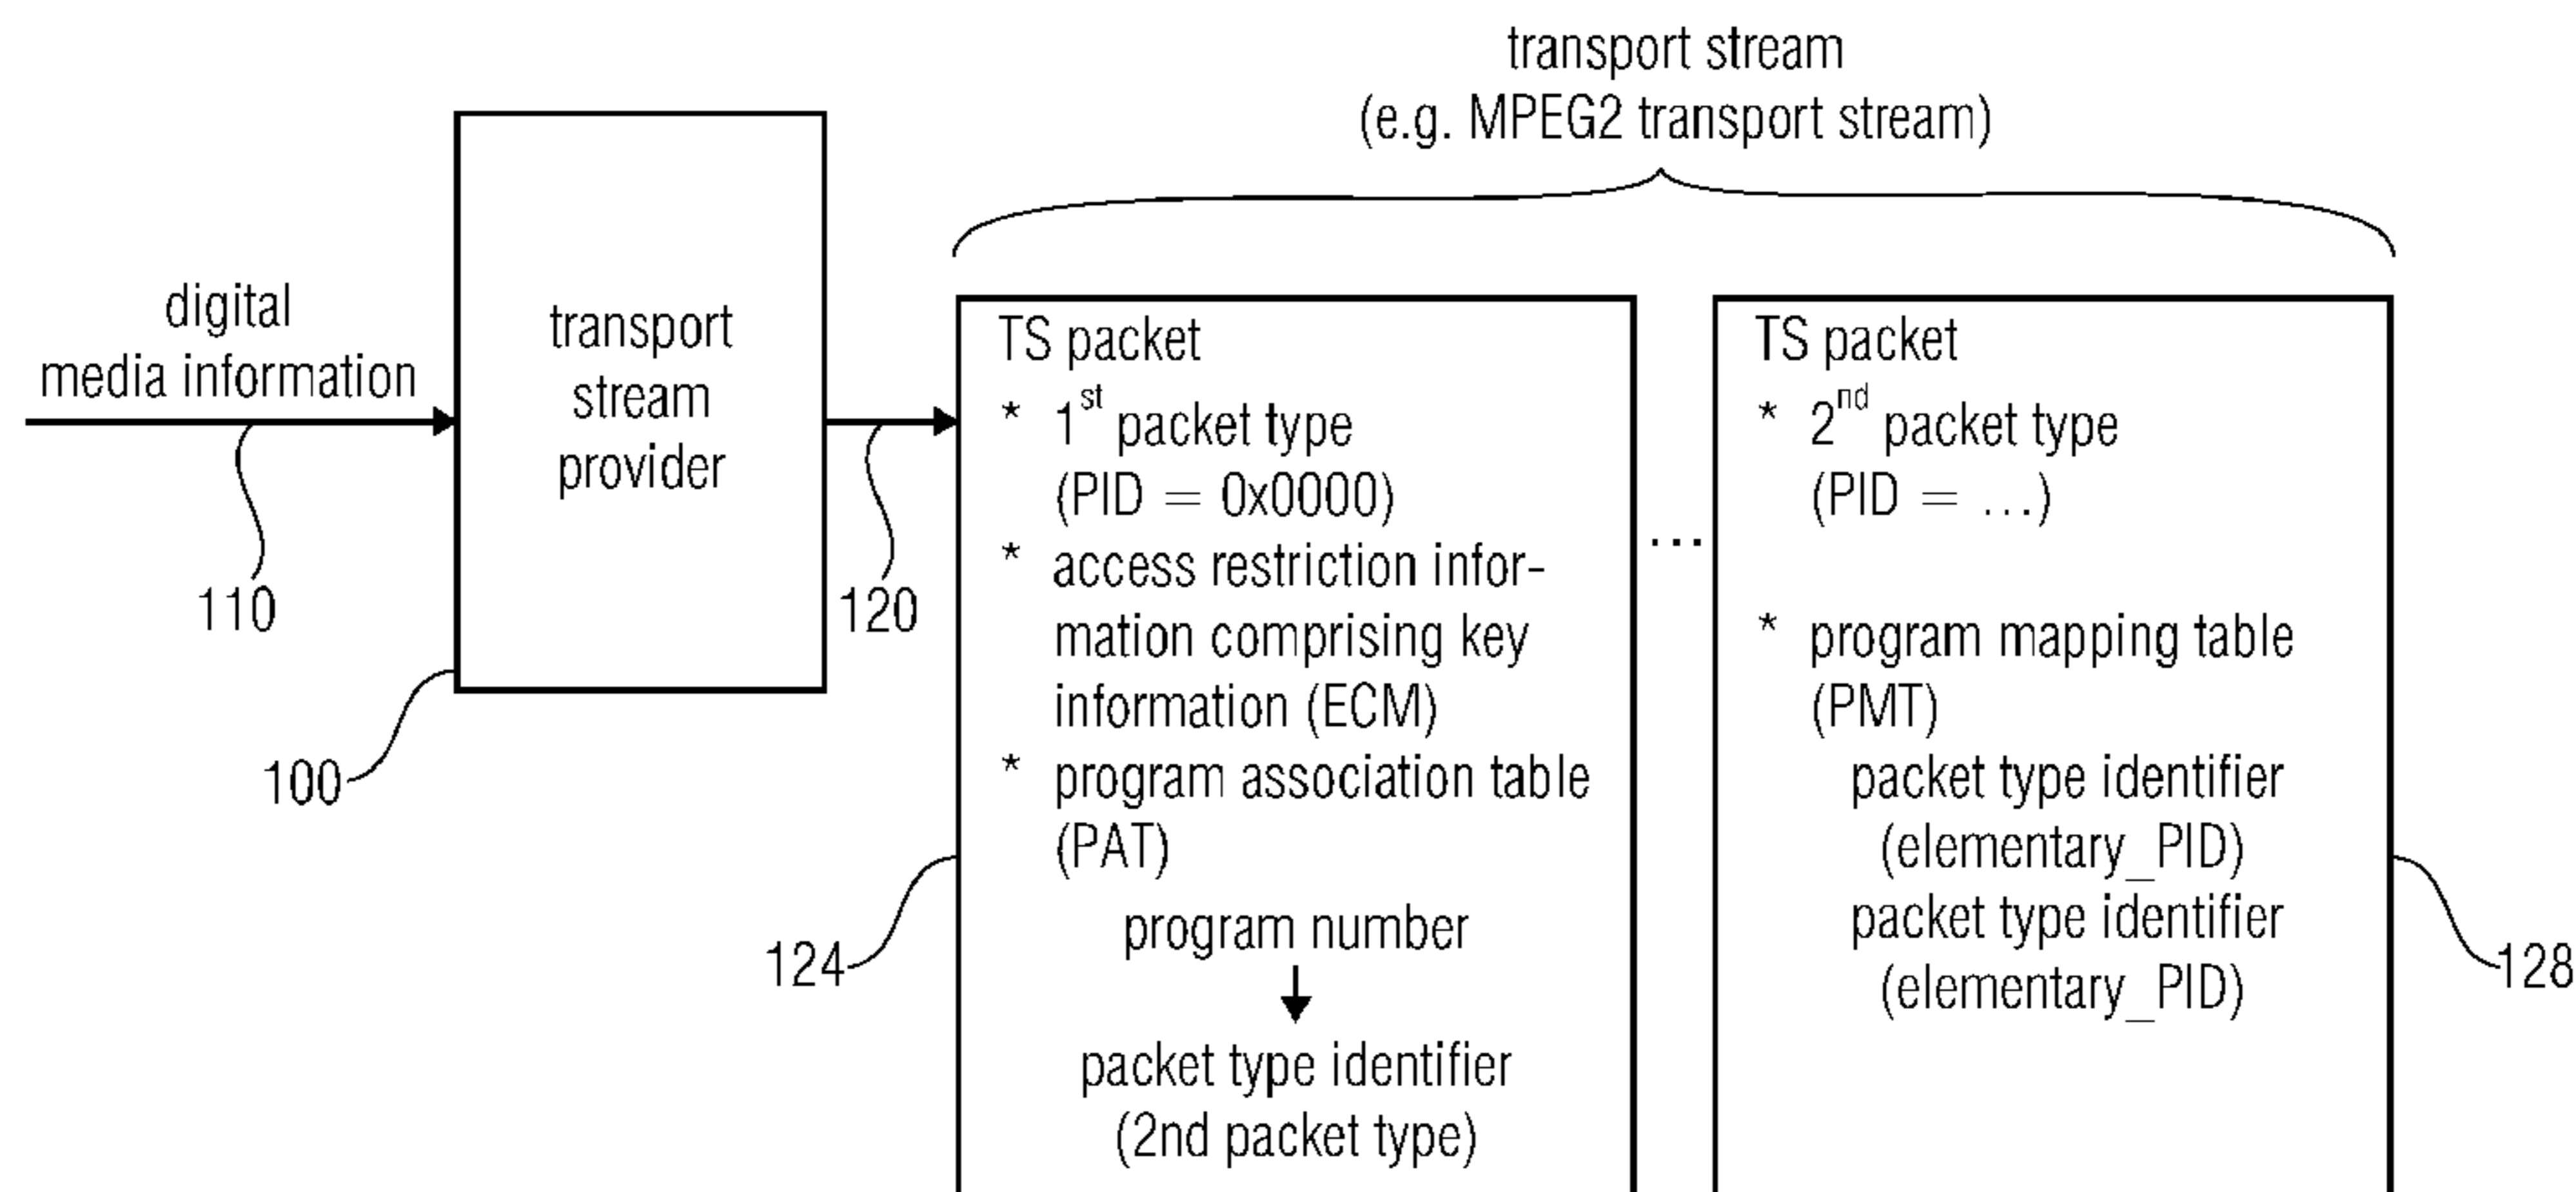 transport stream
(e.g. MPEG2 transport stream)
digital
media information
110
transport
stream
provider
100
120
TS packet
* 1st packet type
(PID = 0x0000)
* access restriction infor-
mation comprising key
information (ECM)
* program association table
(PAT)
program number
packet type identifier
(2nd packet type)
124
...
TS packet
* 2nd packet type
(PID = ...)
* program mapping table
(PMT)
packet type identifier
(elementary_PID)
packet type identifier
(elementary_PID)
128